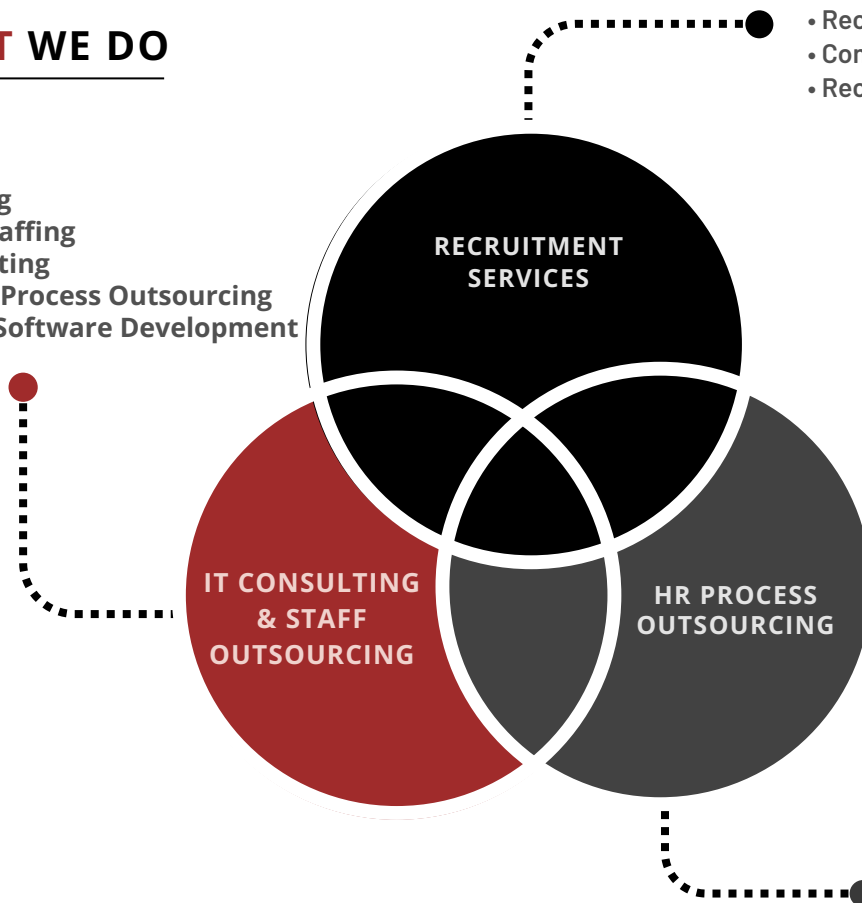 T WE DO
• Rec
• Con
• Rec
g
affing
ting
Process Outsourcing
Software Development
RECRUITMENT
SERVICES
IT CONSULTING
& STAFF
OUTSOURCING
HR PROCESS
OUTSOURCING